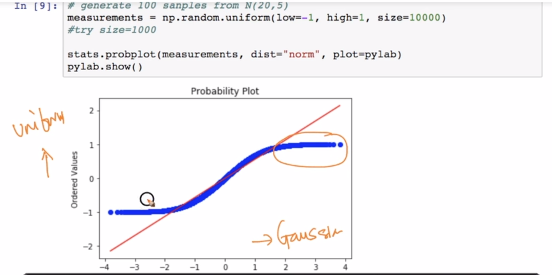 In [9]: # generate 100 sanples from N(20,5)
measurements = np.random.uniform(low=-1, high=1, size=10000)
#try size=1000
stats.probplot(measurements, dist="norm", plot=pylab)
pylab.show()
Probability Plot
uniform
Ordered Values
2
1
0
−1
−2
→ Gaussian
−4 −3 −2 −1 0 1 2 3 4